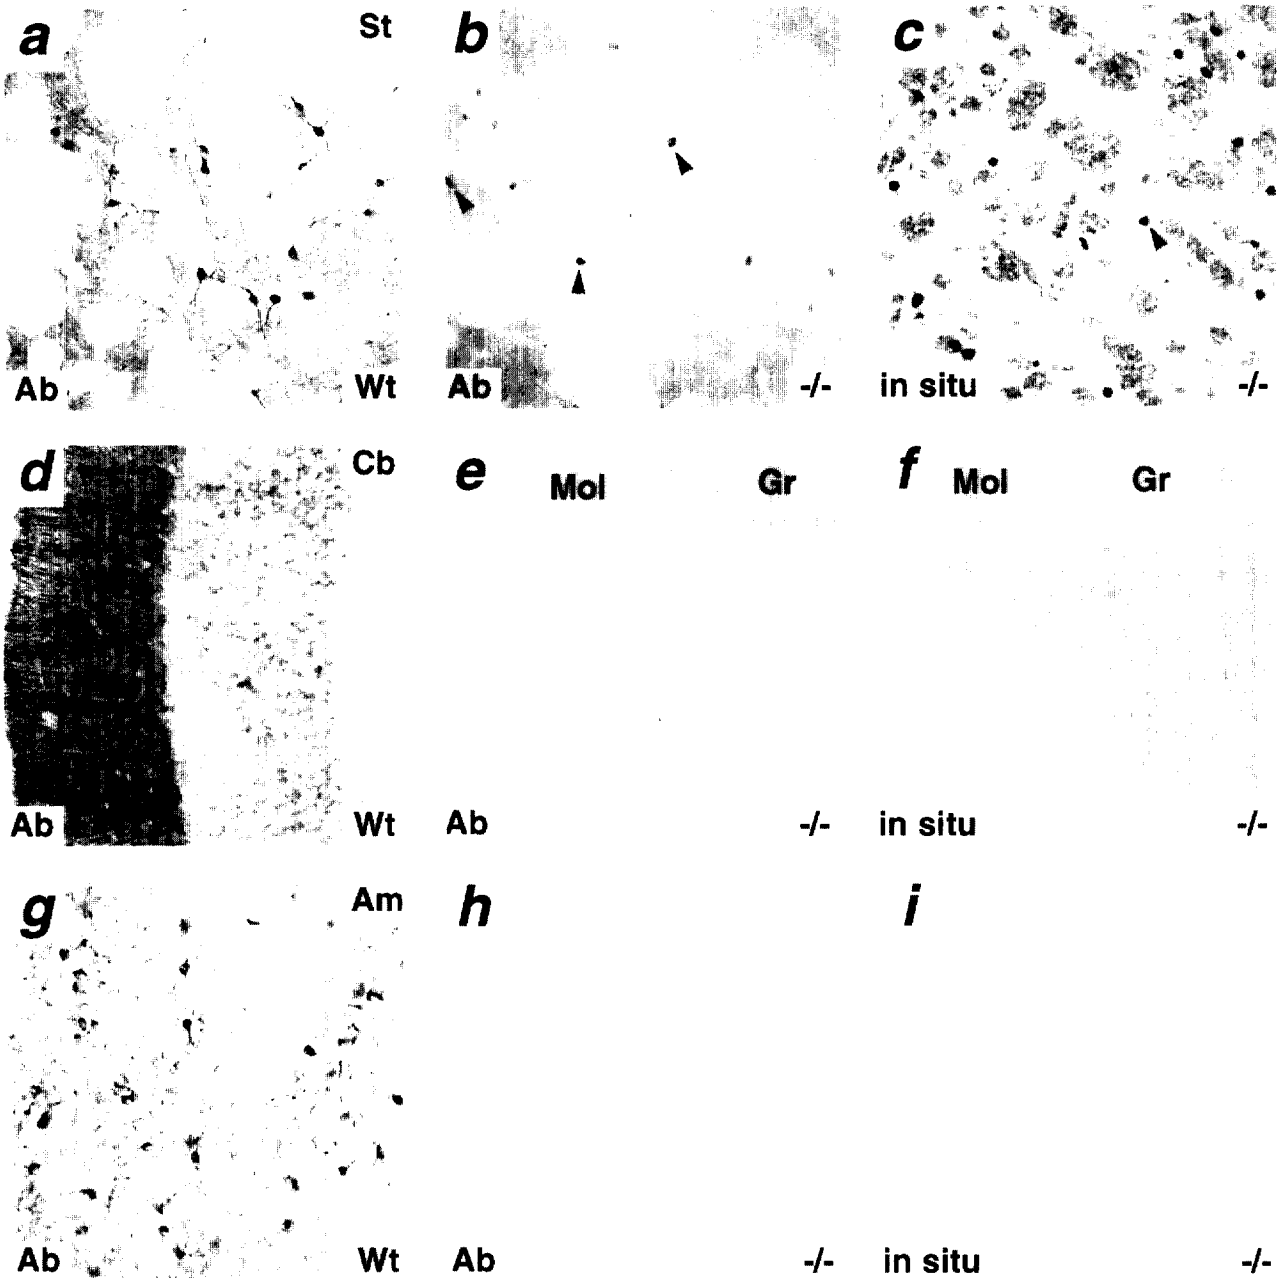 a St b c
Ab Wt Ab -/- in situ -/-
d Cb e Mol Gr f Mol Gr
Ab Wt Ab -/- in situ -/-
g Am h i
Ab Wt Ab -/- in situ -/-